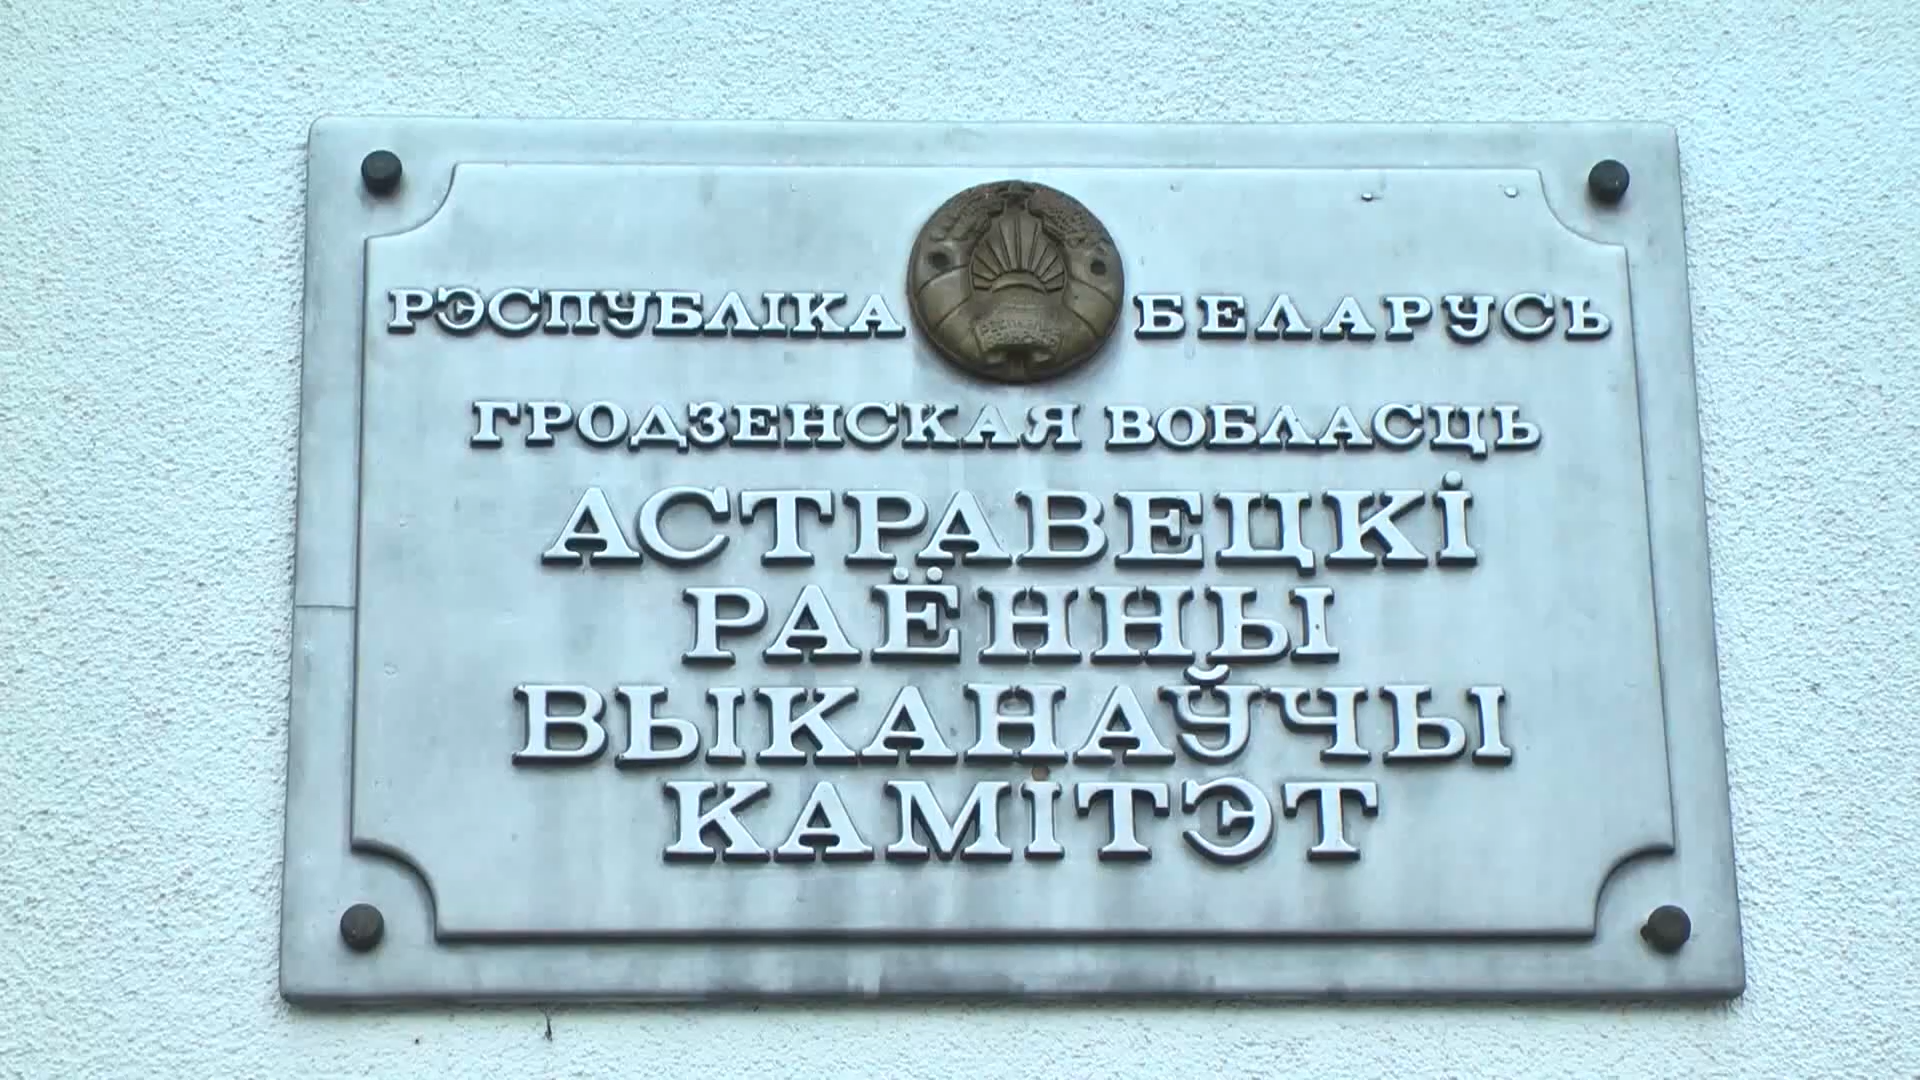 РЭСПУБЛІКА БЕЛАРУСЬ
ГРОДЗЕНСКАЯ ВОБЛАСЦЬ
АСТРАВЕЦКІ
РАЁННЫ
ВЫКАНАЎЧЫ
КАМІТЭТ